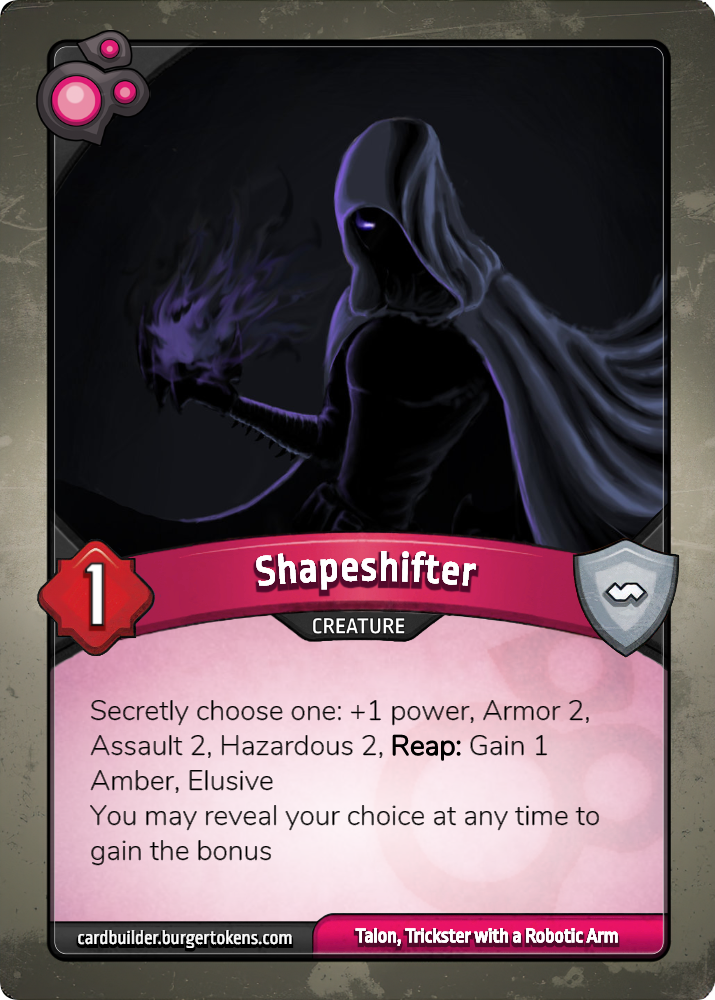 Shapeshifter
1
CREATURE
Secretly choose one: +1 power, Armor 2,
Assault 2, Hazardous 2, Reap: Gain 1
Amber, Elusive
You may reveal your choice at any time to
gain the bonus
cardbuilder.burgertokens.com
Talon, Trickster with a Robotic Arm